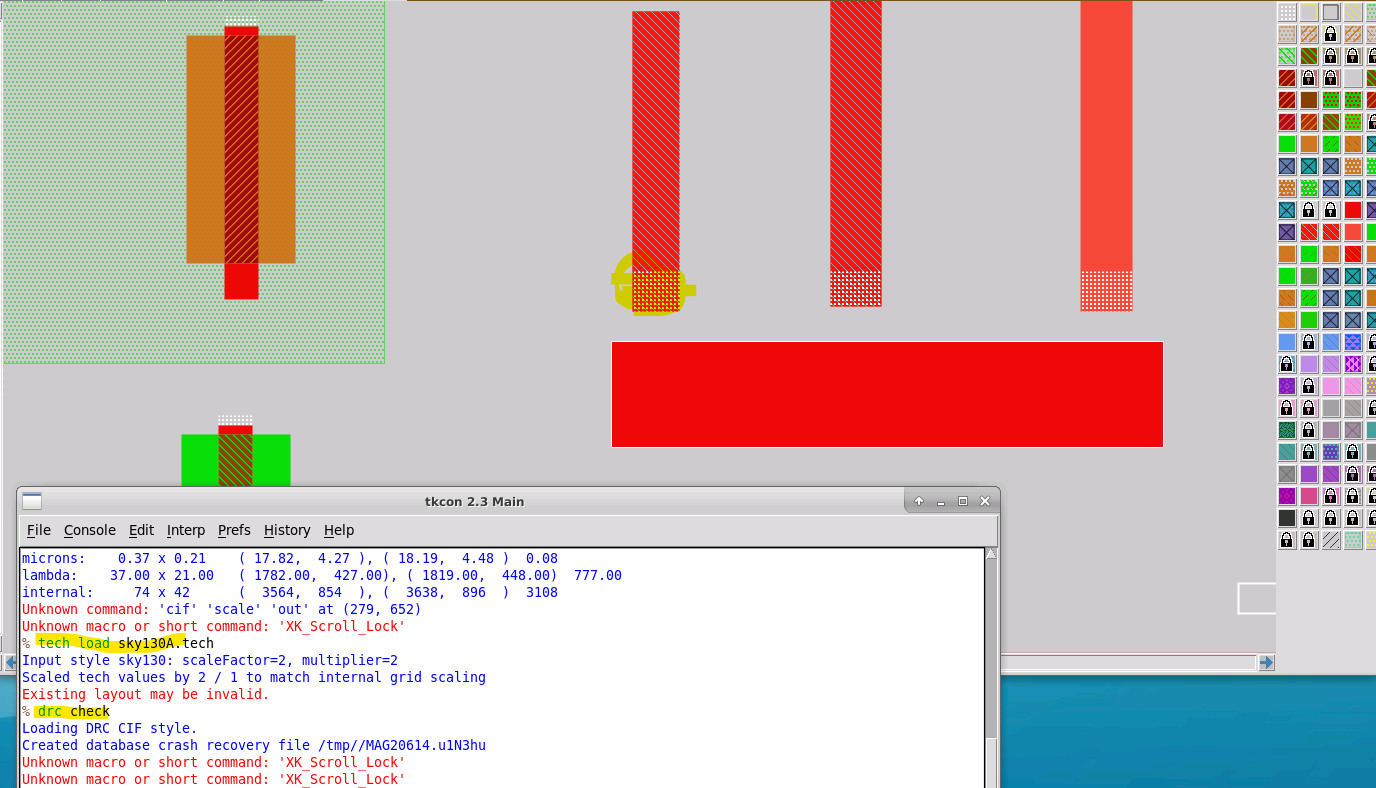 tkcon 2.3 Main
File Console Edit Interp Prefs History Help
microns: 0.37 x 0.21 ( 17.82, 4.27 ), ( 18.19, 4.48 ) 0.08
lambda: 37.00 x 21.00 ( 1782.00, 427.00), ( 1819.00, 448.00) 777.00
internal: 74 x 42 ( 3564, 854 ), ( 3638, 896 ) 3108
Unknown command: 'cif' 'scale' 'out' at (279, 652)
Unknown macro or short command: 'XK_Scroll_Lock'
% tech load sky130A.tech
Input style sky130: scaleFactor=2, multiplier=2
Scaled tech values by 2 / 1 to match internal grid scaling
Existing layout may be invalid.
% drc check
Loading DRC CIF style.
Created database crash recovery file /tmp//MAG20614.u1N3hu
Unknown macro or short command: 'XK_Scroll_Lock'
Unknown macro or short command: 'XK_Scroll_Lock'